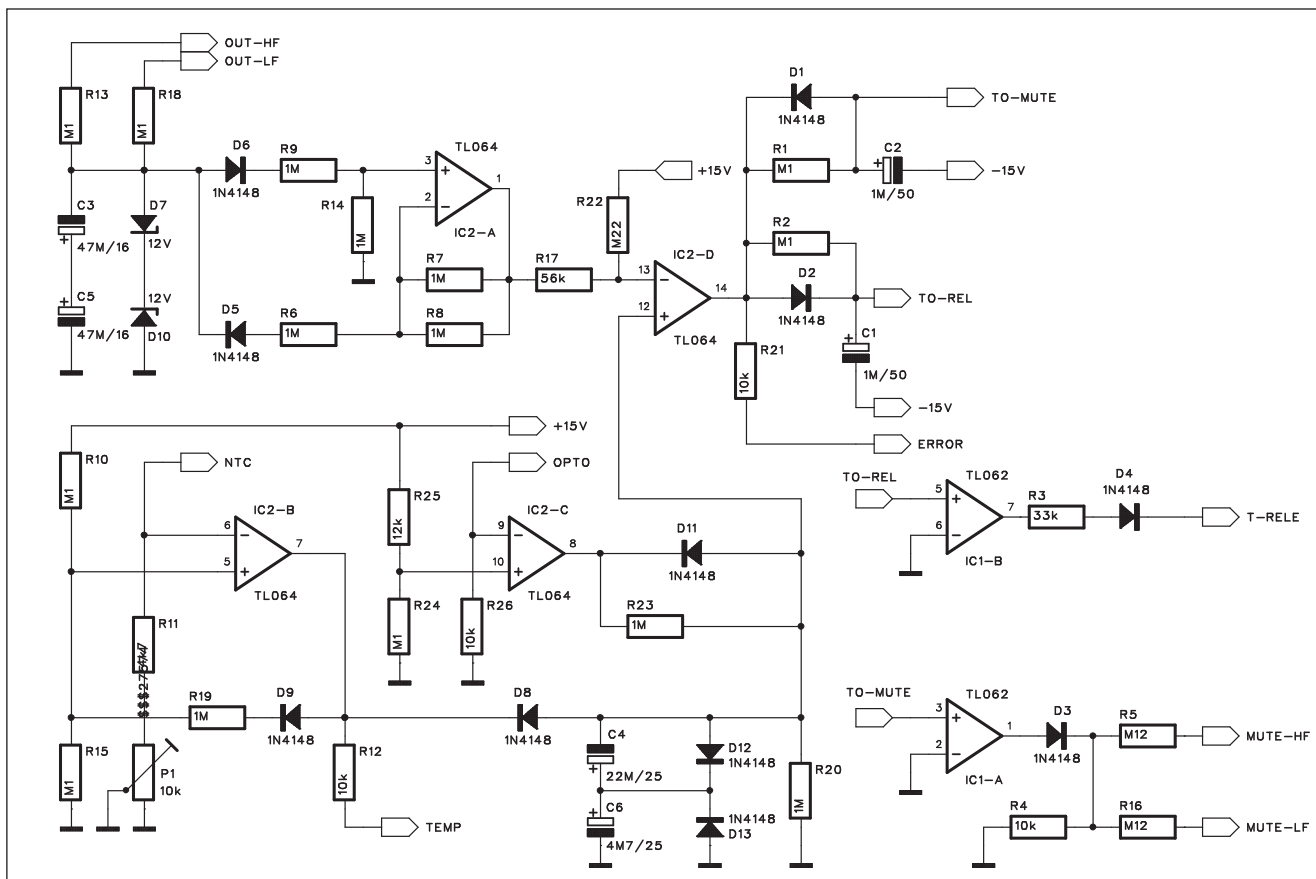 OUT-HF
OUT-LF
R13
M1
R18
M1
D6
1N4148
R9
1M
TL064
3
+
2
-
1
IC2-A
R14
1M
C3
+
47M/16
D7
12V
R7
1M
R8
1M
R17
56k
C5
+
47M/16
12V
D10
D5
1N4148
R6
1M
+15V
R22
M22
IC2-D
13
-
12
+
14
TL064
D1
1N4148
TO-MUTE
R1
M1
C2
+
1M/50
-15V
R2
M1
D2
1N4148
TO-REL
R21
10k
C1
+
1M/50
-15V
ERROR
+15V
R10
M1
NTC
OPTO
R25
12k
IC2-B
6
-
5
+
7
TL064
IC2-C
9
-
10
+
8
TL064
D11
1N4148
R24
M1
R26
10k
R23
1M
R11
R19
1M
D9
D8
1N4148
1N4148
R15
M1
P1
10k
R12
10k
TEMP
C4
+
22M/25
C6
+
4M7/25
D12
1N4148
1N4148
D13
R20
1M
TO-REL
TL062
5
+
6
-
7
IC1-B
R3
33k
D4
1N4148
T-RELE
TO-MUTE
TL062
3
+
2
-
1
IC1-A
D3
1N4148
R5
M12
MUTE-HF
R4
10k
R16
M12
MUTE-LF